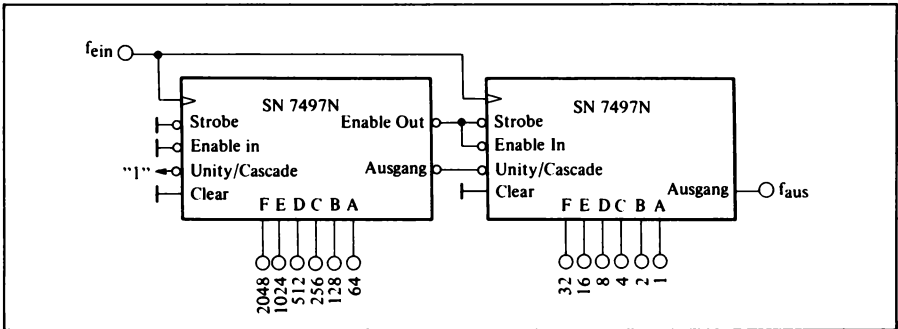 fein
SN 7497N
Strobe
Enable in
"1"
Unity/Cascade
Clear
Enable Out
Ausgang
F E D C B A
2048
1024
512
256
128
64
SN 7497N
Strobe
Enable In
Unity/Cascade
Clear
Ausgang
faus
F E D C B A
32
16
8
4
2
1